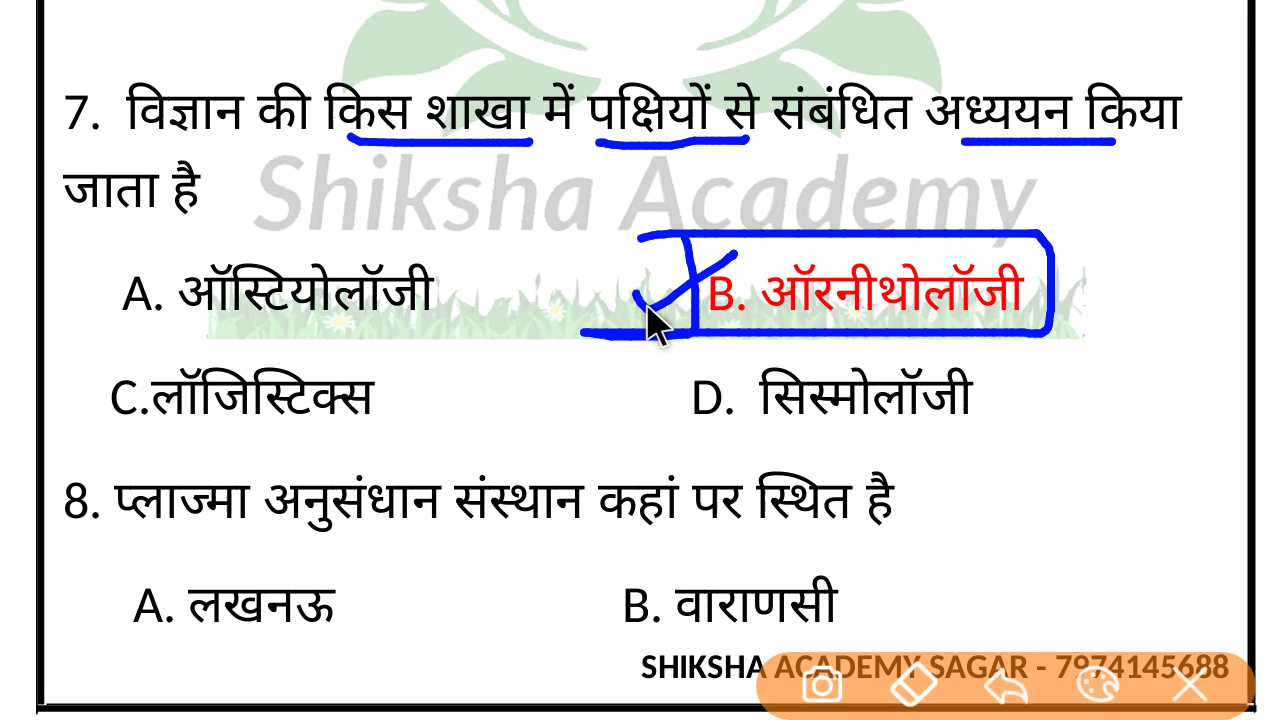 7. विज्ञान की किस शाखा में पक्षियों से संबंधित अध्ययन किया
जाता है
Shiksha Academy
A. ऑस्टियोलॉजी B. ऑरनीथोलॉजी
C.लॉजिस्टिक्स D. सिस्मोलॉजी
8. प्लाज्मा अनुसंधान संस्थान कहां पर स्थित है
A. लखनऊ B. वाराणसी
SHIKSHA ACADEMY SAGAR - 7974145688